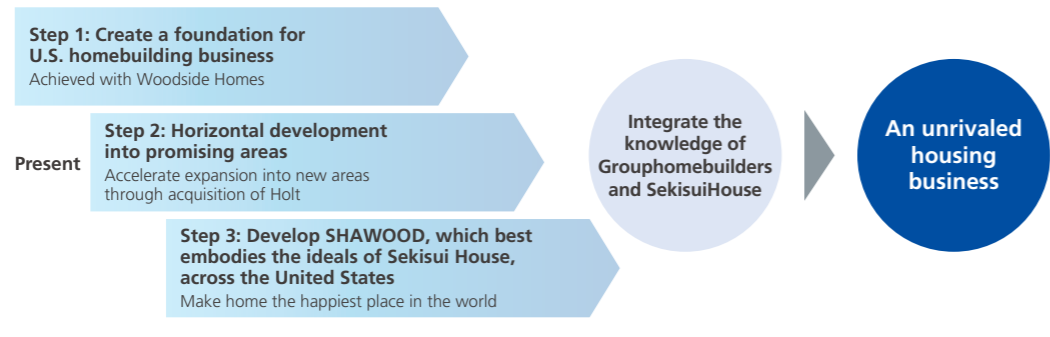 Step 1: Create a foundation for
U.S. homebuilding business
Achieved with Woodside Homes
Present
Step 2: Horizontal development
into promising areas
Accelerate expansion into new areas
through acquisition of Holt
Step 3: Develop SHAWOOD, which best
embodies the ideals of Sekisui House,
across the United States
Make home the happiest place in the world
Integrate the
knowledge of
Grouphomebuilders
and SekisuiHouse
An unrivaled
housing
business